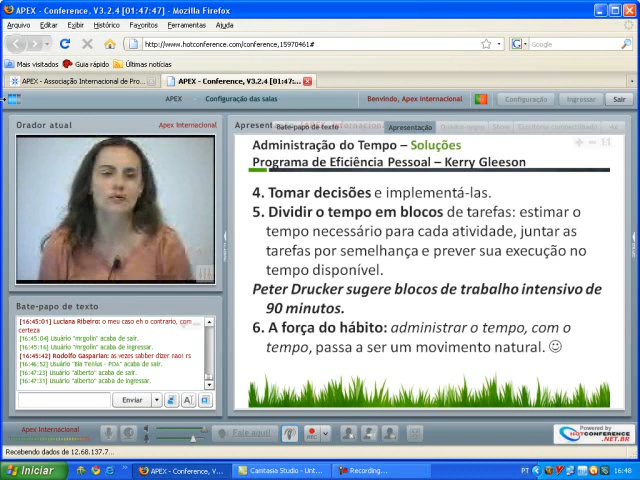 APEX - Conference, V3.2.4 [01:47:47] - Mozilla Firefox
Arquivo Editar Exibir Histórico Favoritos Ferramentas Ajuda
http://www.hotconference.com/conference,15970461#
Google
Mais visitados Guia rápido Últimas notícias
APEX - Associação Internacional de Pro...
APEX - Conference, V3.2.4 [01:47:...
APEX - Configuração das salas
Benvindo, Apex Internacional
Configuração Ingressar Sair
Orador atual
Apex Internacional
Bate-papo de texto
Apresentação
Administração do Tempo – Soluções
Programa de Eficiência Pessoal – Kerry Gleeson
4. Tomar decisões e implementá-las.
5. Dividir o tempo em blocos de tarefas: estimar o
tempo necessário para cada atividade, juntar as
tarefas por semelhança e prever sua execução no
tempo disponível.
Peter Drucker sugere blocos de trabalho intensivo de
90 minutos.
6. A força do hábito: administrar o tempo, com o
tempo, passa a ser um movimento natural. ☺
Bate-papo de texto
[16:45:01] Luciana Ribeiro: o meu caso eh o contrario, com
certeza
[16:45:04] Usuário "mrgolin" acaba de sair.
[16:45:16] Usuário "mrgolin" acaba de ingressar.
[16:45:42] Rodolfo Gasparian: as vezes sabber dizer nao! rs
[16:46:52] Usuário "Bia Tenius - POA" acaba de sair.
[16:47:23] Usuário "alberto" acaba de sair.
[16:47:31] Usuário "alberto" acaba de ingressar.
Enviar
Apex Internacional
Fale aqui!
REC
Powered by
HOTCONFERENCE
.NET.BR
Recebendo dados de 12.68.137.7...
Iniciar
APEX - Conference, V...
Camtasia Studio - Unt...
Recording...
PT
16:48